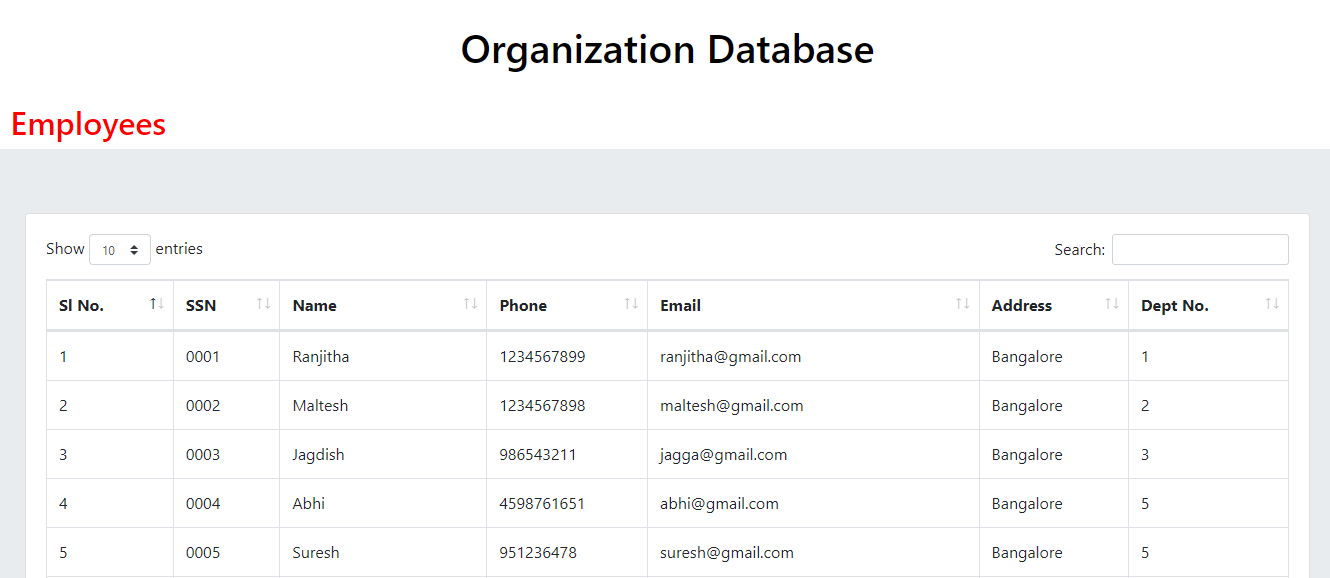 Organization Database
Employees
Show 10 entries Search:
Sl No. SSN Name Phone Email Address Dept No.
1 0001 Ranjitha 1234567899 ranjitha@gmail.com Bangalore 1
2 0002 Maltesh 1234567898 maltesh@gmail.com Bangalore 2
3 0003 Jagdish 986543211 jagga@gmail.com Bangalore 3
4 0004 Abhi 4598761651 abhi@gmail.com Bangalore 5
5 0005 Suresh 951236478 suresh@gmail.com Bangalore 5